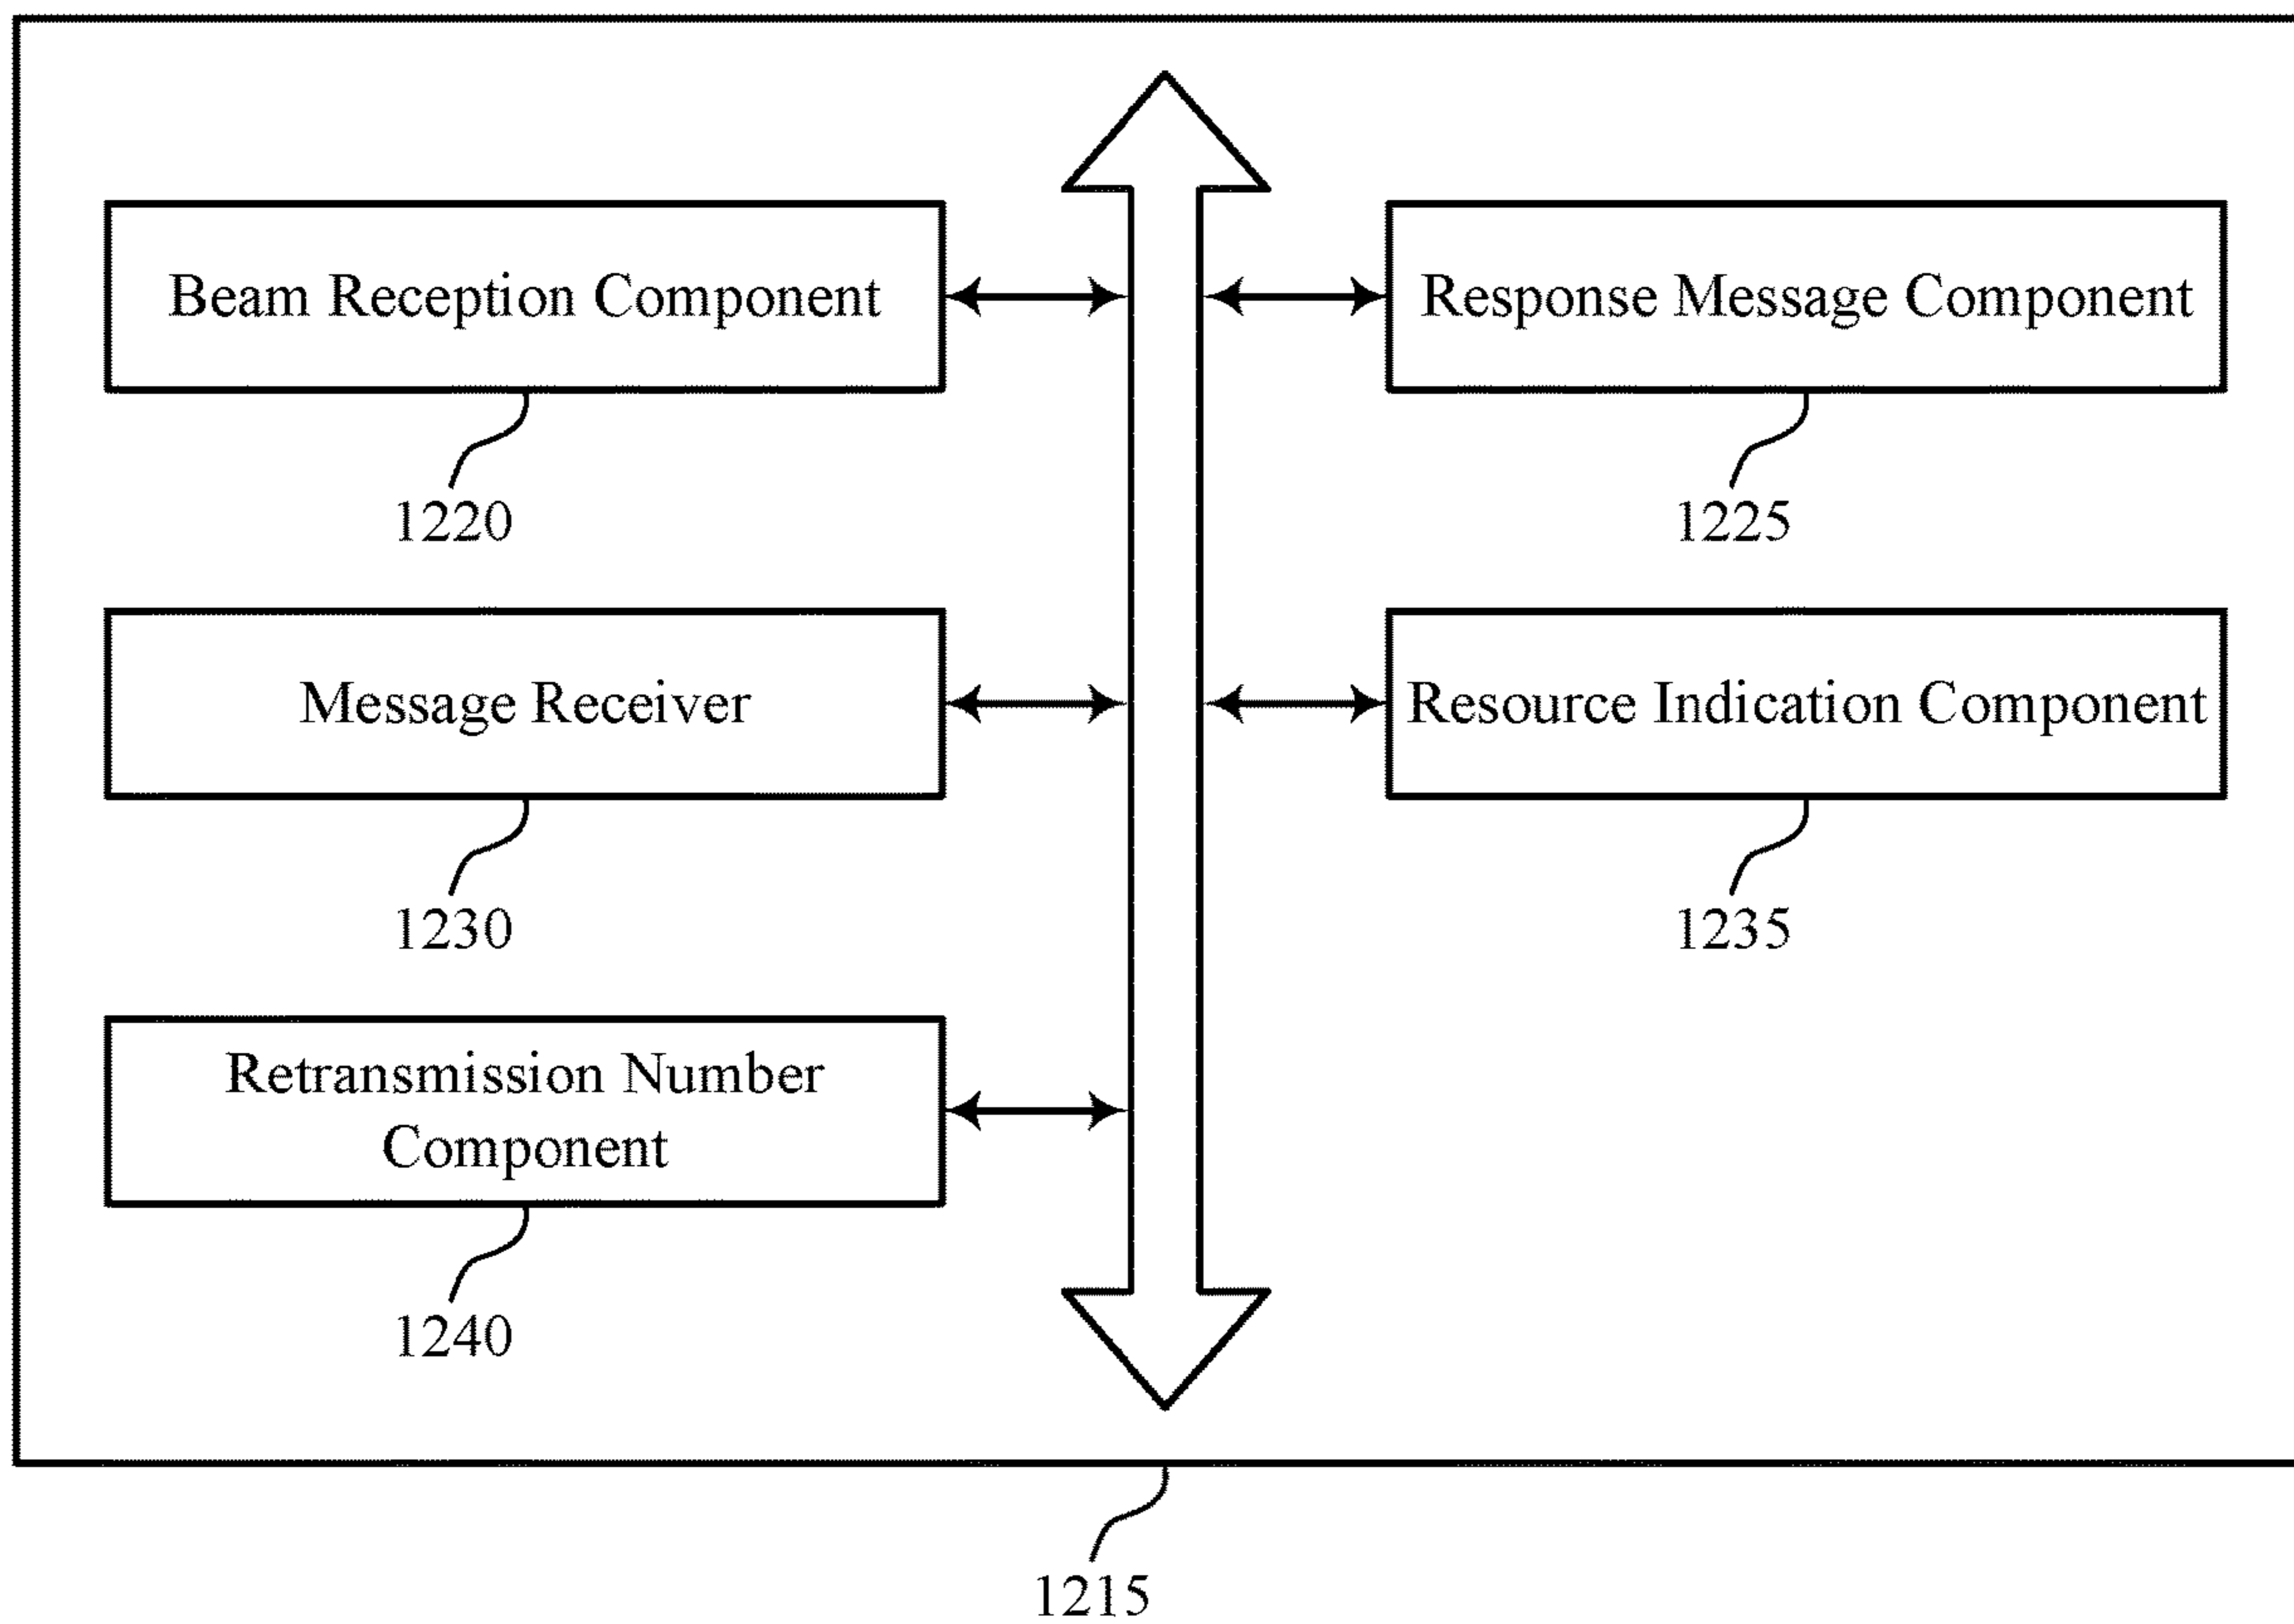 Beam Reception Component
Response Message Component
1220
1225
Message Receiver
Resource Indication Component
1230
1235
Retransmission Number
Component
1240
1215